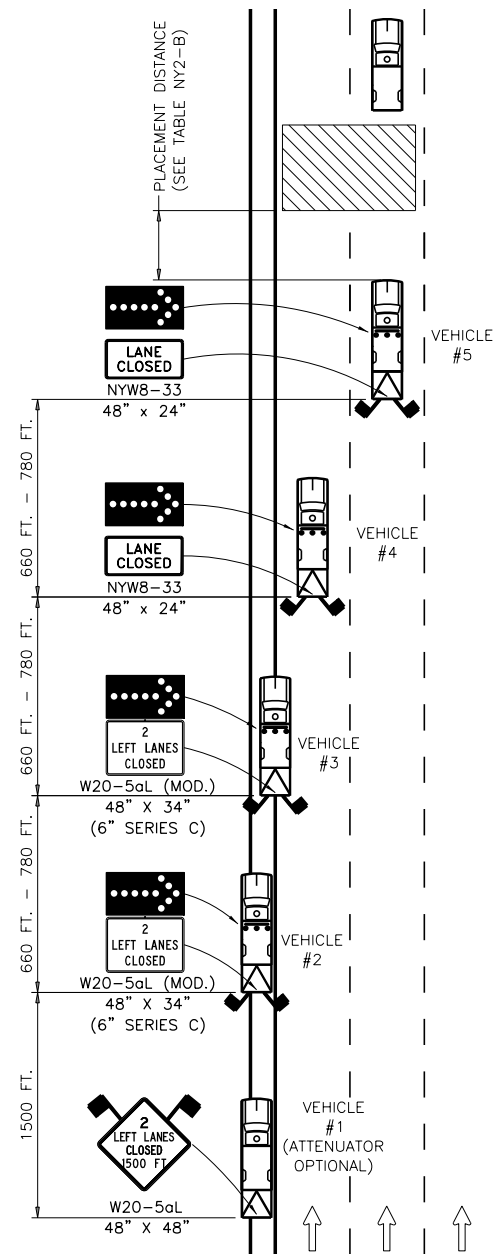 PLACEMENT DISTANCE
(SEE TABLE NY2-B)
LANE
CLOSED
NYW8-33
48" x 24"
VEHICLE
#5
660 FT. - 780 FT.
LANE
CLOSED
NYW8-33
48" x 24"
VEHICLE
#4
660 FT. - 780 FT.
2
LEFT LANES
CLOSED
W20-5aL (MOD.)
48" X 34"
(6" SERIES C)
VEHICLE
#3
660 FT. - 780 FT.
2
LEFT LANES
CLOSED
W20-5aL (MOD.)
48" X 34"
(6" SERIES C)
VEHICLE
#2
1500 FT.
2
LEFT LANES
CLOSED
1500 FT
W20-5aL
48" X 48"
VEHICLE
#1
(ATTENUATOR
OPTIONAL)